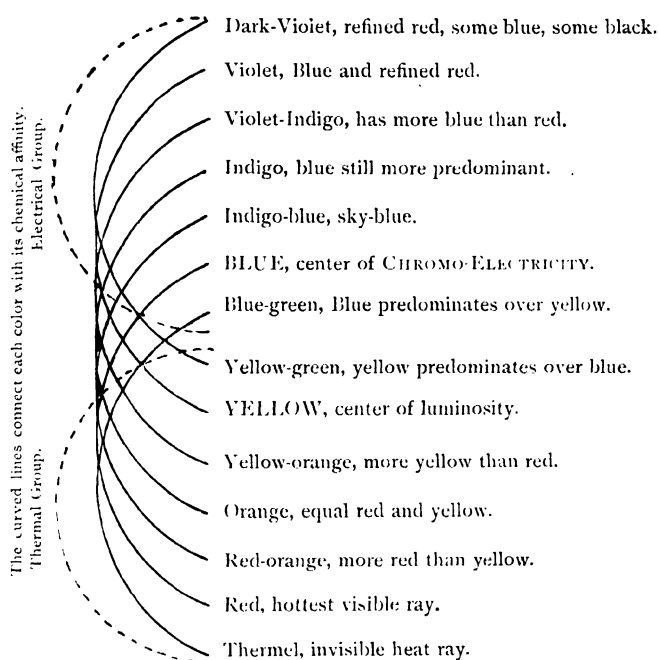 Dark-Violet, refined red, some blue, some black.
Violet, Blue and refined red.
Violet-Indigo, has more blue than red.
Indigo, blue still more predominant.
Indigo-blue, sky-blue.
BLUE, center of CHROMO-ELECTRICITY.
Blue-green, Blue predominates over yellow.
Yellow-green, yellow predominates over blue.
YELLOW, center of luminosity.
Yellow-orange, more yellow than red.
Orange, equal red and yellow.
Red-orange, more red than yellow.
Red, hottest visible ray.
Thermel, invisible heat ray.
The curved lines connect each color with its chemical affinity.
Thermal Group.
Electrical Group.